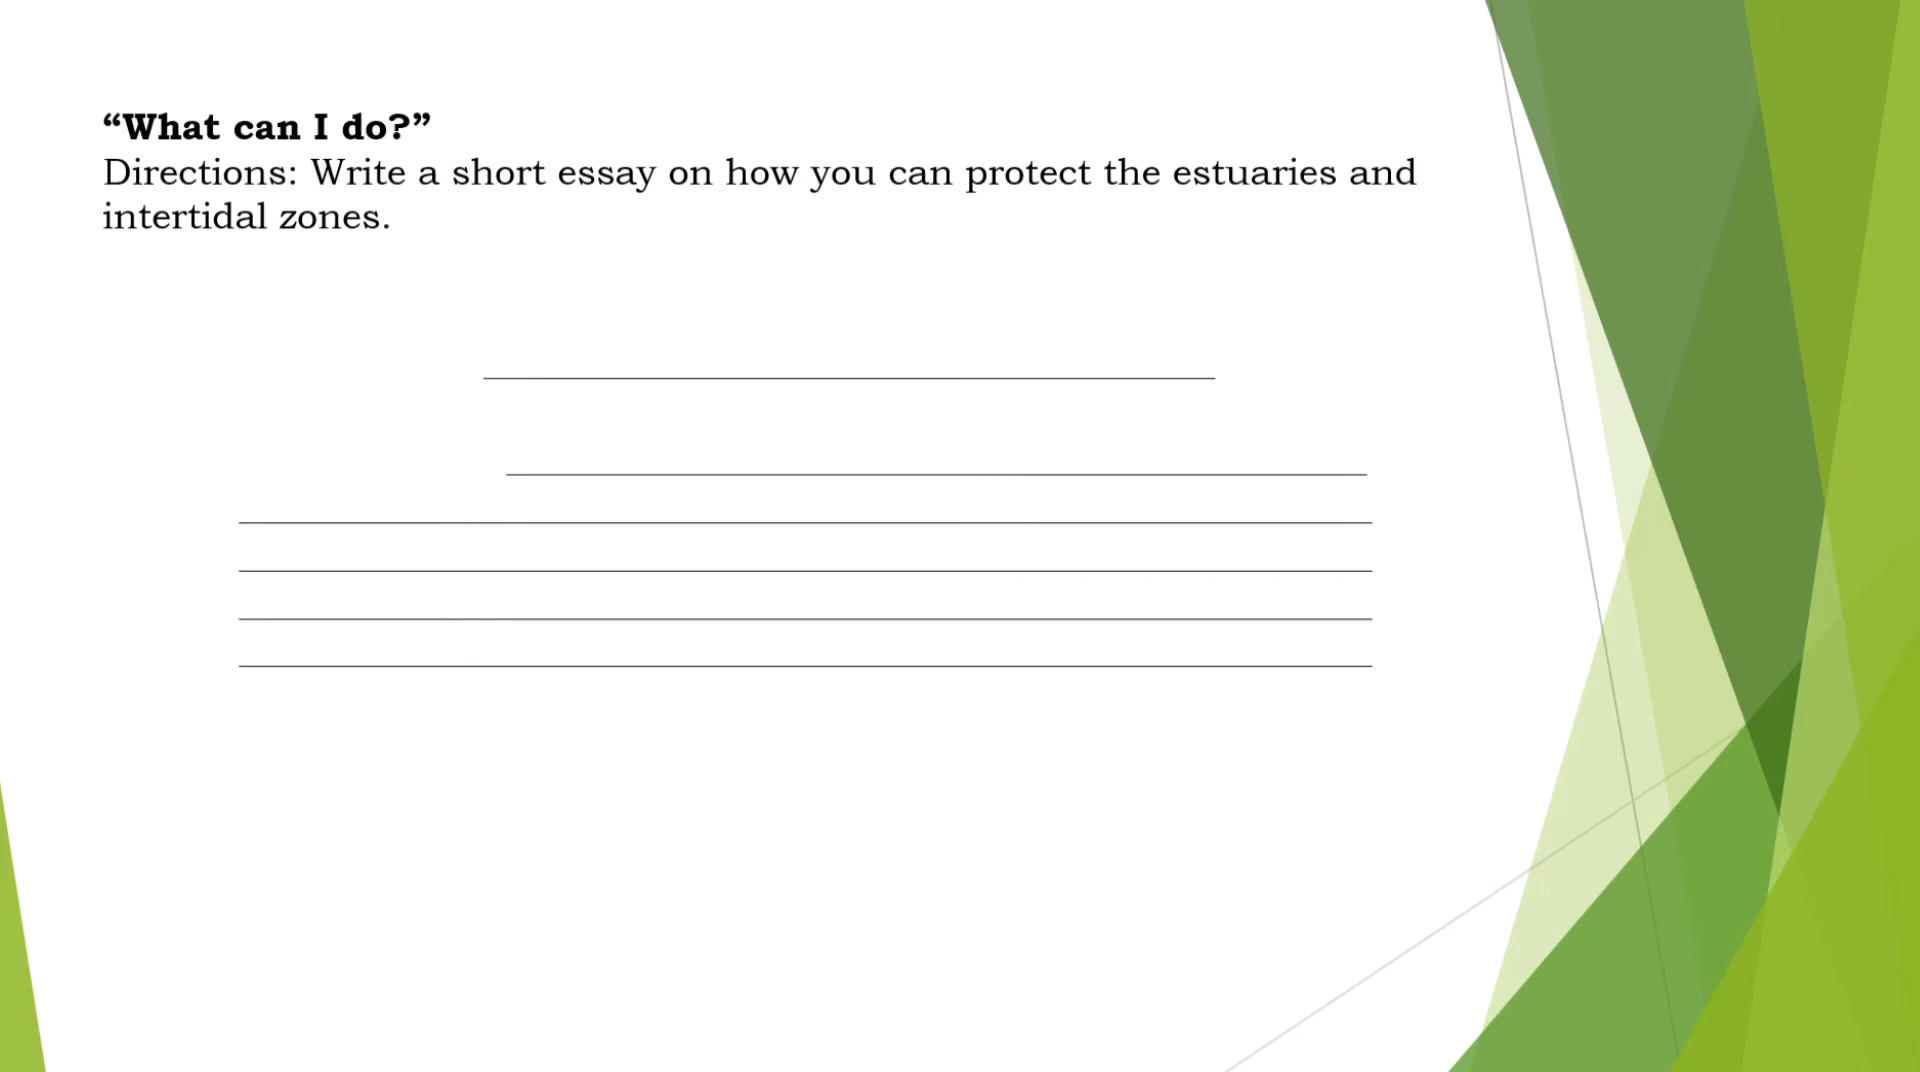 “What can I do?”
Directions: Write a short essay on how you can protect the estuaries and
intertidal zones.